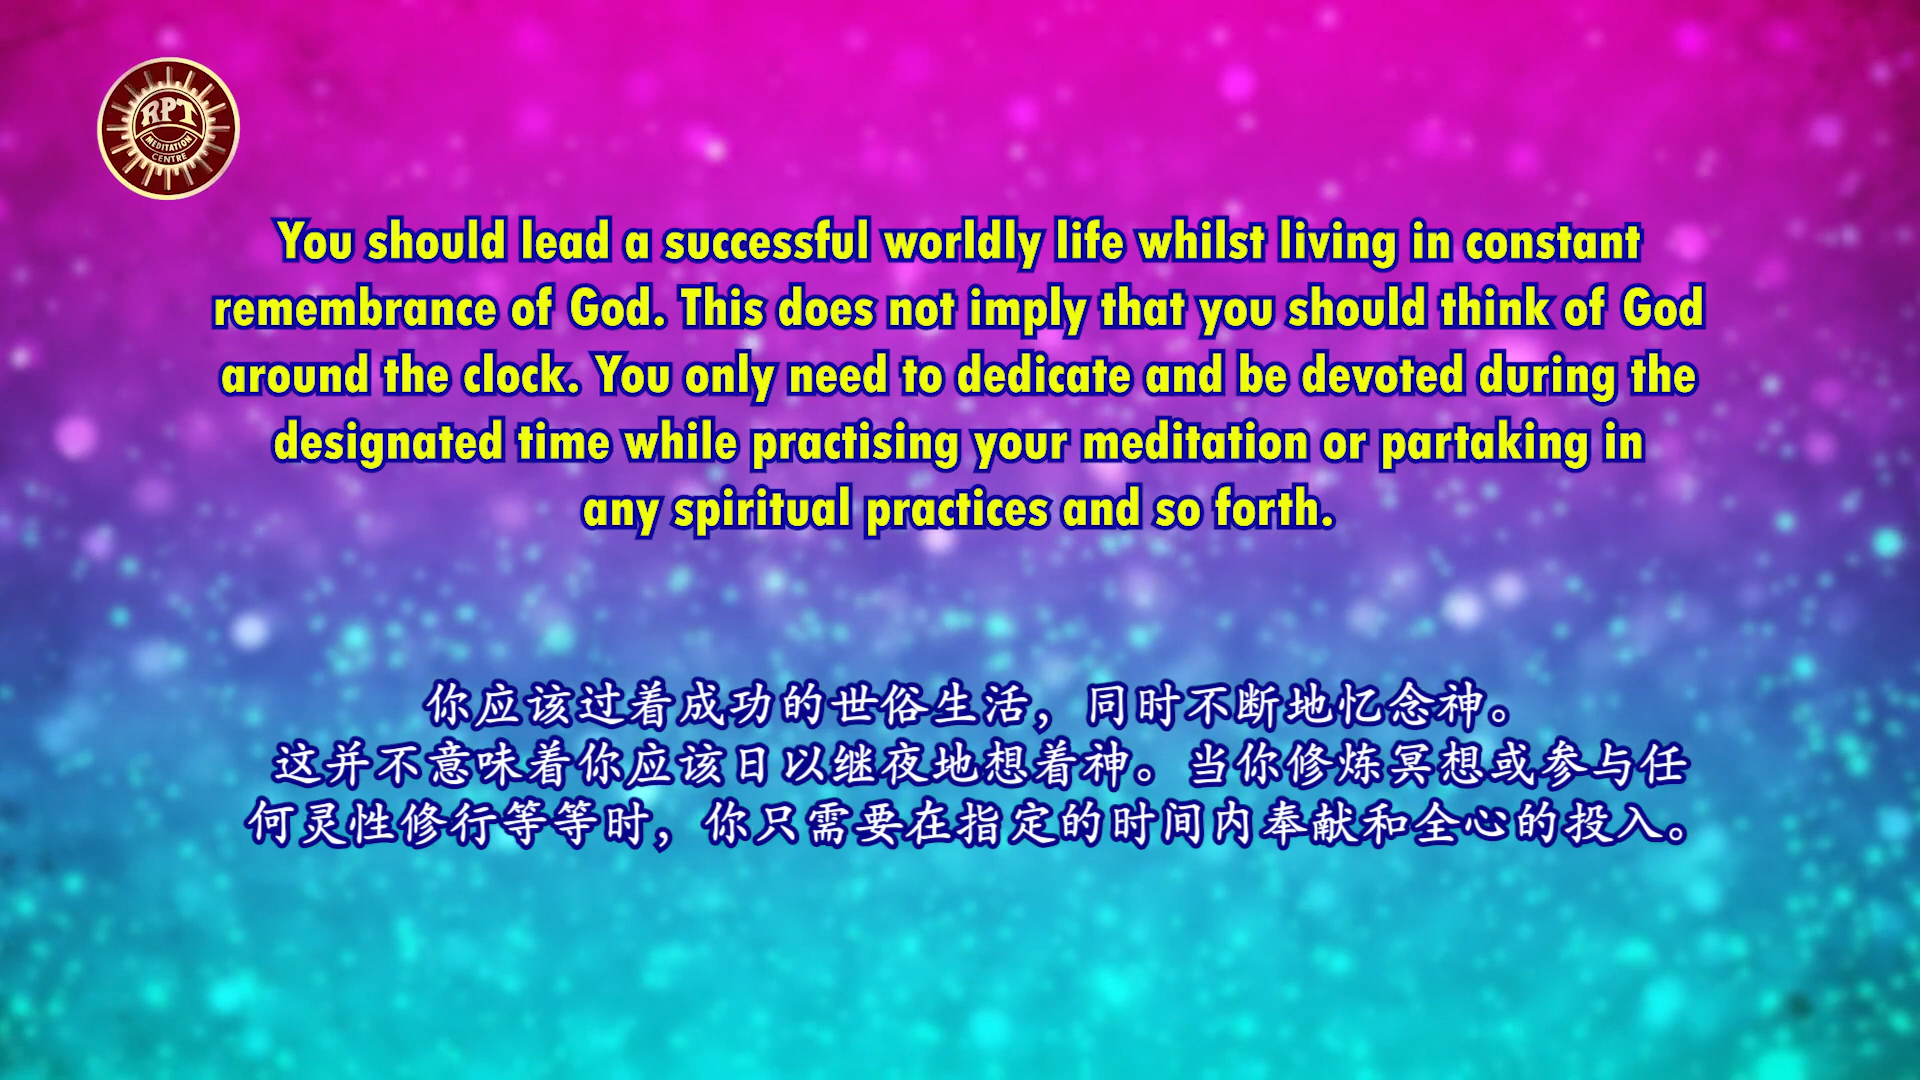 RPT
MEDITATION
CENTRE
You should lead a successful worldly life whilst living in constant
remembrance of God. This does not imply that you should think of God
around the clock. You only need to dedicate and be devoted during the
designated time while practising your meditation or partaking in
any spiritual practices and so forth.
你应该过着成功的世俗生活，同时不断地忆念神。
这并不意味着你应该日以继夜地想着神。当你修炼冥想或参与任
何灵性修行等等时，你只需要在指定的时间内奉献和全心的投入。